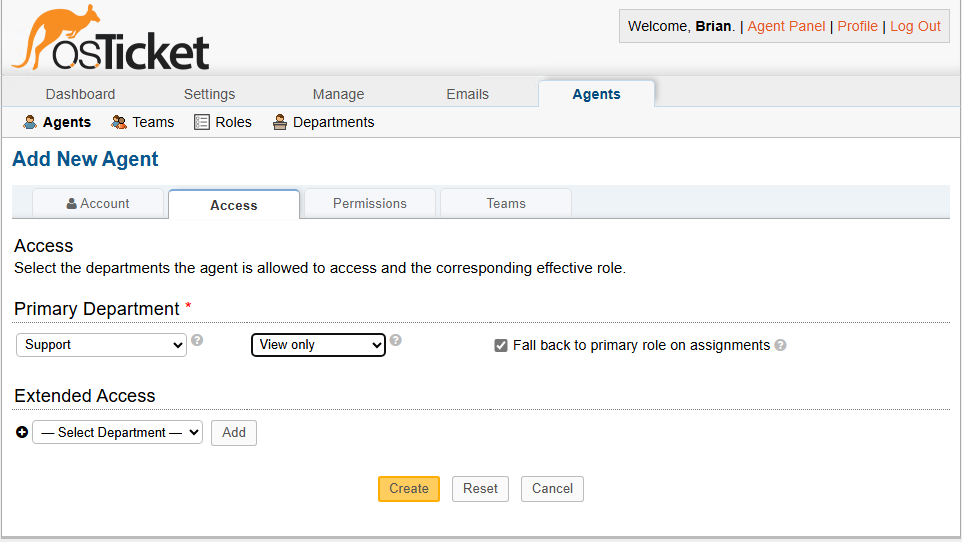 osTicket
Welcome, Brian. | Agent Panel | Profile | Log Out
Dashboard Settings Manage Emails Agents
Agents Teams Roles Departments
Add New Agent
Account Access Permissions Teams
Access
Select the departments the agent is allowed to access and the corresponding effective role.
Primary Department *
Support ? View only ? Fall back to primary role on assignments ?
Extended Access
— Select Department — Add
Create Reset Cancel